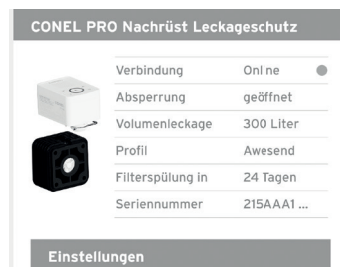 CONEL PRO Nachrüst Leckageschutz
Verbindung Onl ne
Absperrung geöffnet
Volumenleckage 300 Liter
Profil Awesend
Filterspülung in 24 Tagen
Seriennummer 215AAA1 ...
Einstellungen